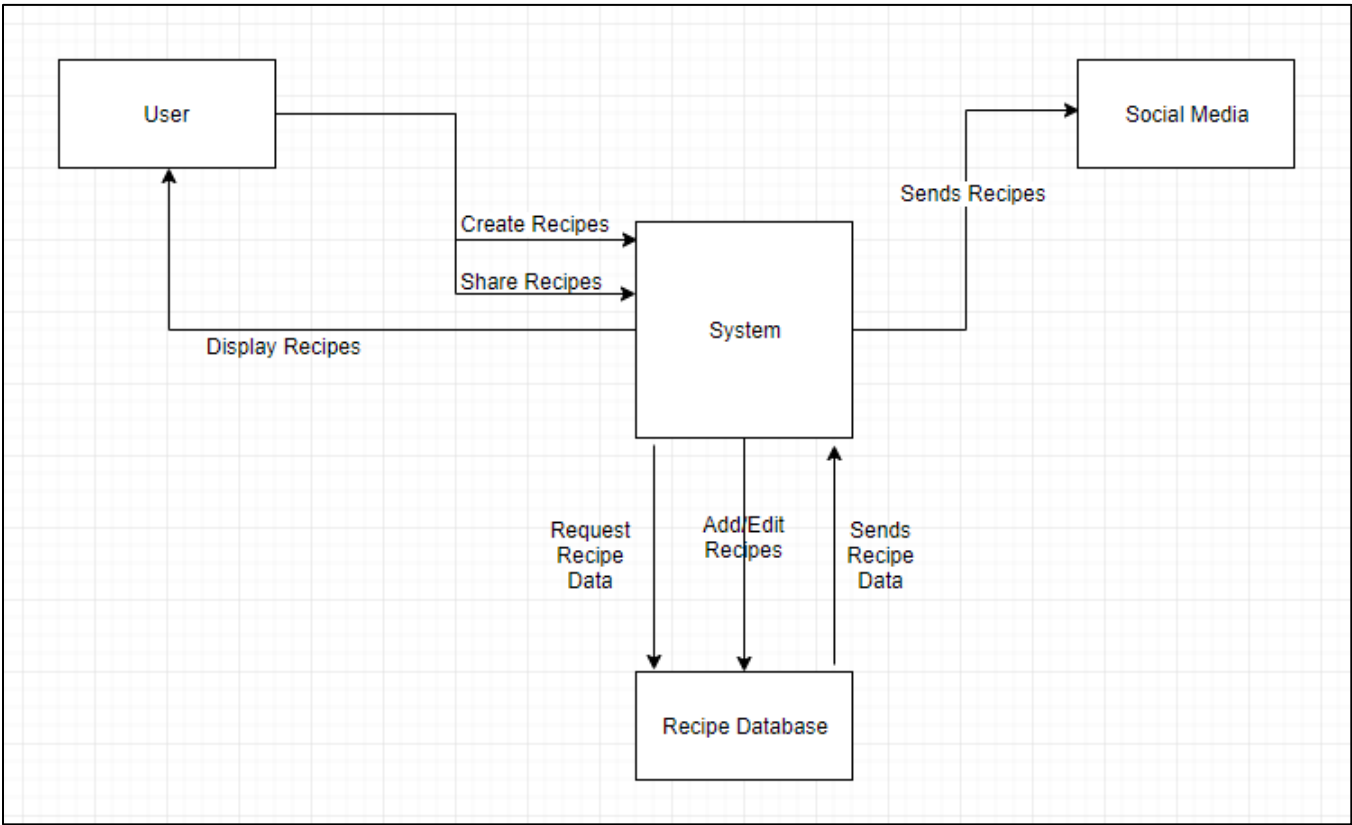 User
Social Media
Sends Recipes
Create Recipes
Share Recipes
System
Display Recipes
Request
Recipe
Data
Add/Edit
Recipes
Sends
Recipe
Data
Recipe Database